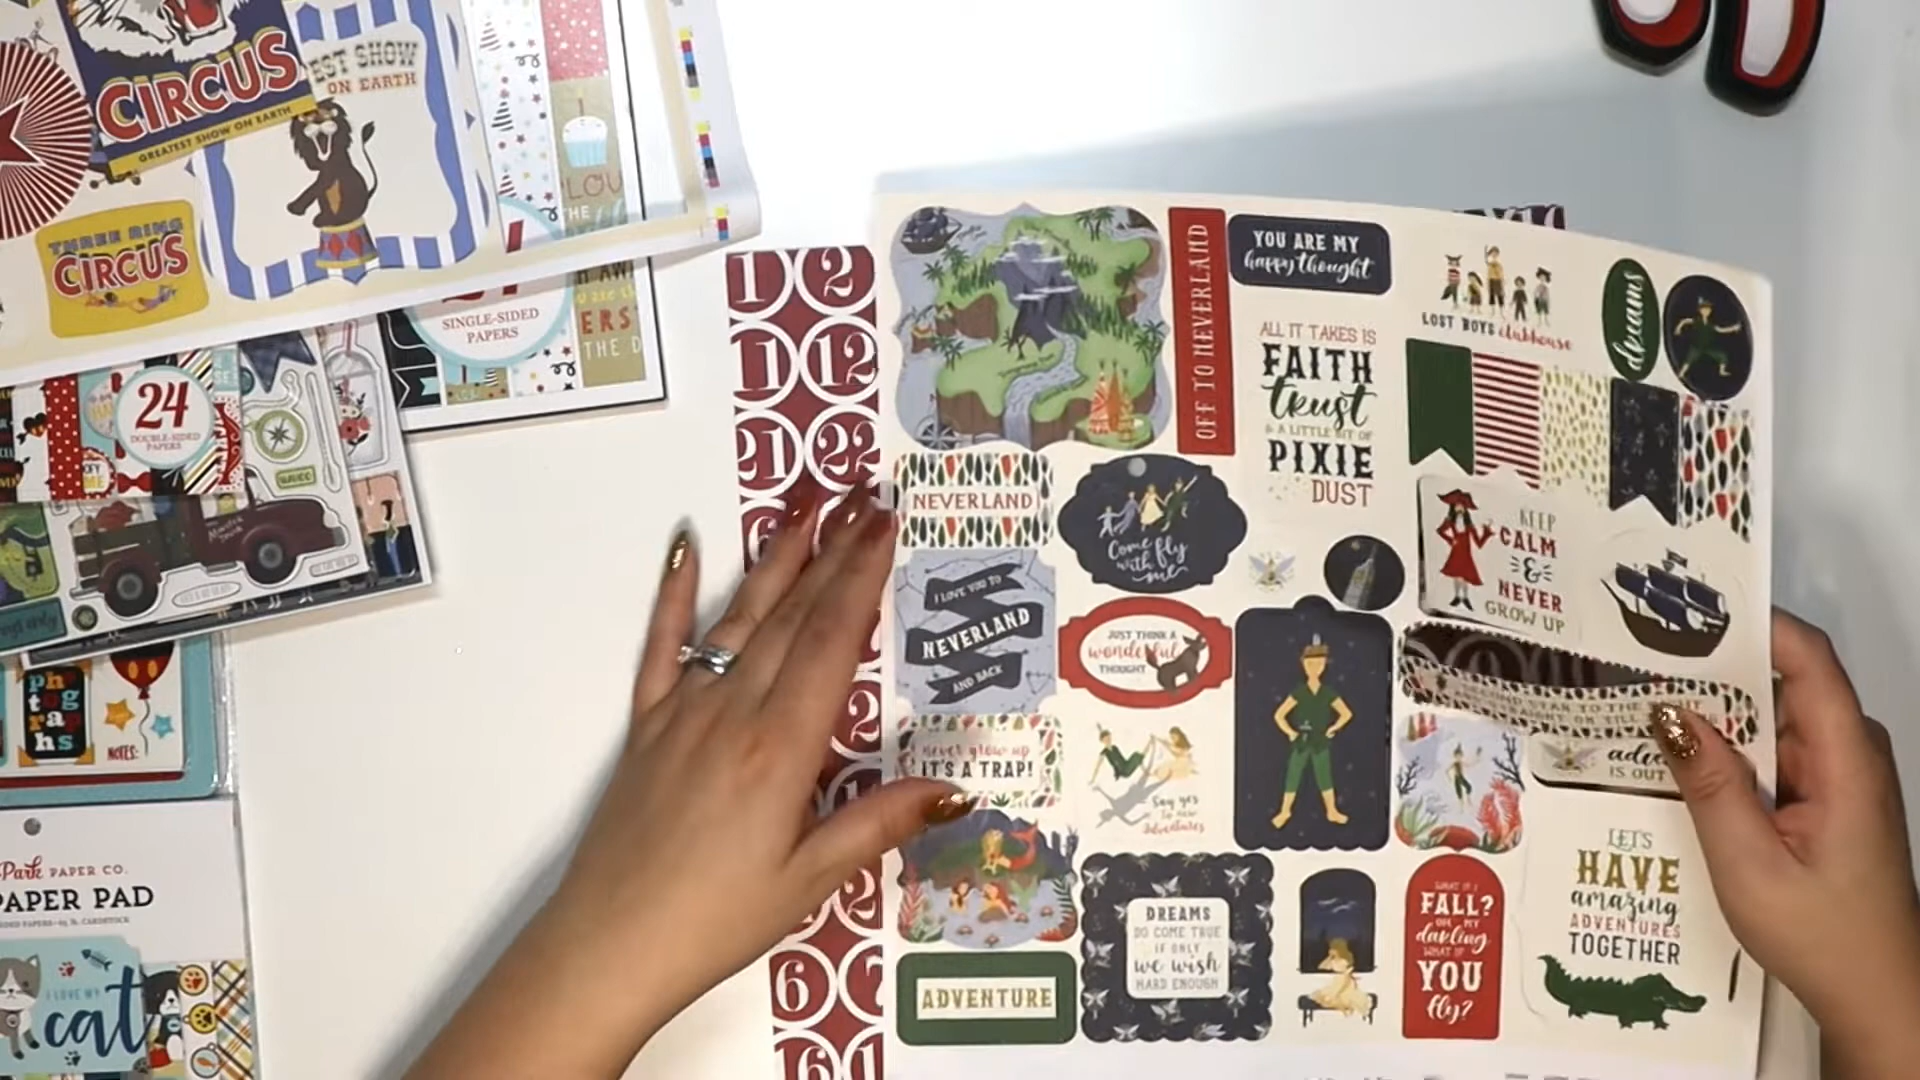 CIRCUS
GREATEST SHOW ON EARTH
EST SHOW
ON EARTH
THREE RING
CIRCUS
SINGLE-SIDED
PAPERS
24
DOUBLE-SIDED
PAPERS
photographs
NOTES:
Park PAPER CO.
PAPER PAD
I LOVE MY
cat
1 2
11 12
21 22
6 7
16 1
OFF TO NEVERLAND
YOU ARE MY
happy thought
LOST BOYS clubhouse
dreams
ALL IT TAKES IS
FAITH
trust
& A LITTLE BIT OF
PIXIE
DUST
NEVERLAND
Come fly
with
me
KEEP
CALM
&
NEVER
GROW UP
I LOVE YOU TO
NEVERLAND
AND BACK
JUST THINK A
wonderful
THOUGHT
never grow up
IT'S A TRAP!
Say yes
to new
adventures
IS OUT
DREAMS
DO COME TRUE
IF ONLY
we wish
HARD ENOUGH
WHAT IF I
FALL?
OH MY
darling
WHAT IF
YOU
fly?
LET'S
HAVE
amazing
ADVENTURES
TOGETHER
ADVENTURE